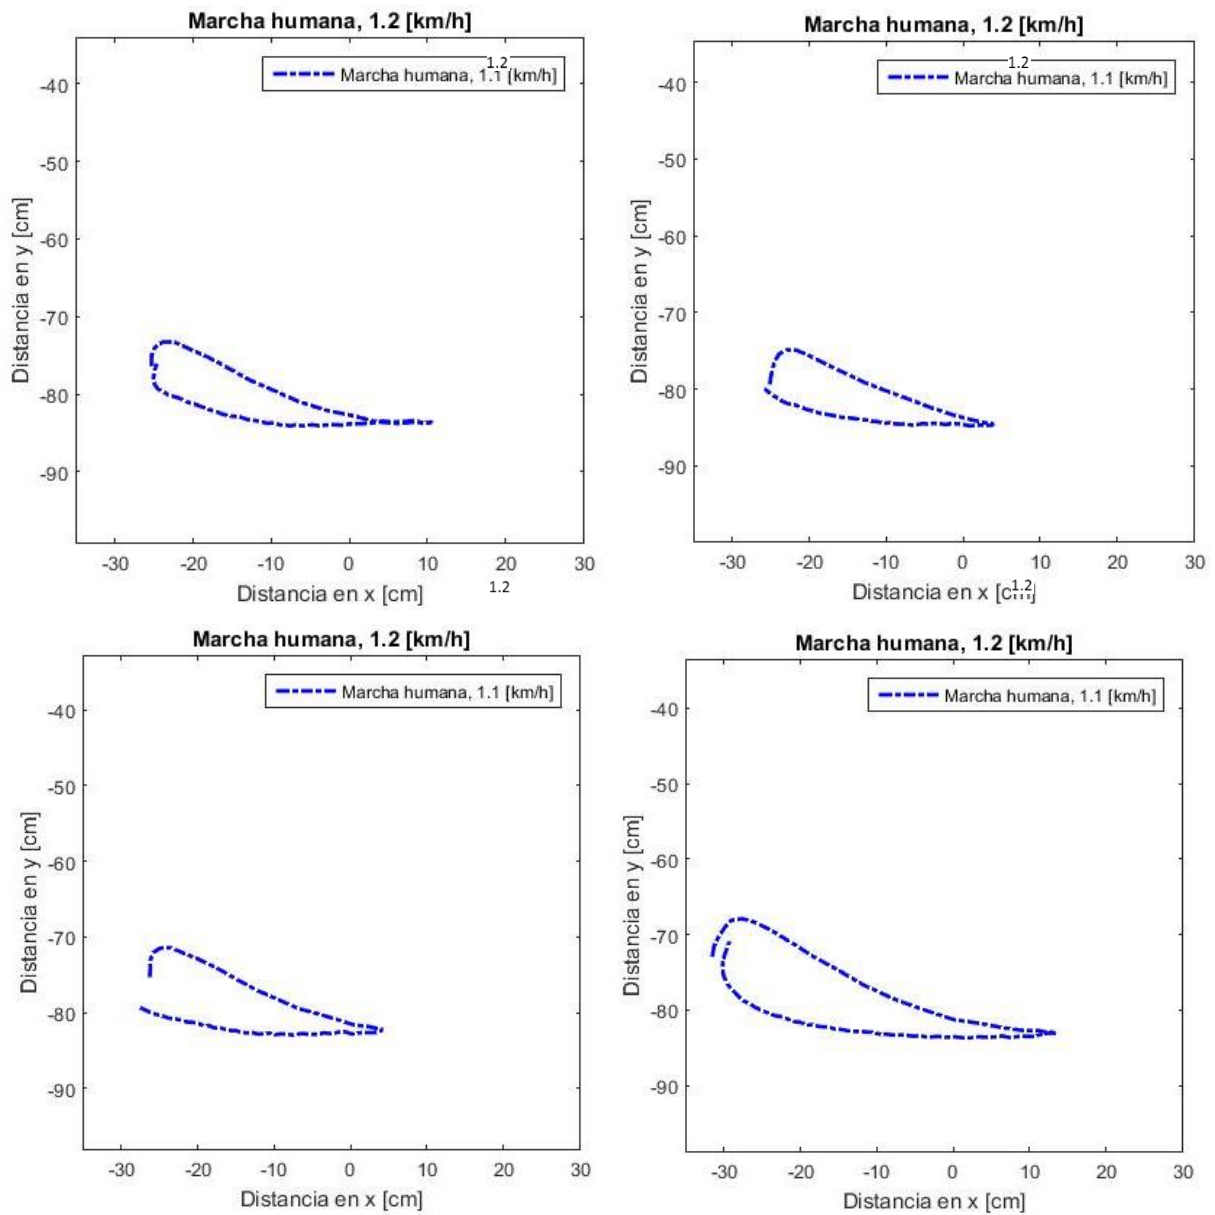 Marcha humana, 1.2 [km/h]
1.2
Marcha humana, 1.1 [km/h]
-40
-50
-60
-70
-80
-90
Distancia en y [cm]
-30 -20 -10 0 10 20 30
Distancia en x [cm]
1.2
Marcha humana, 1.2 [km/h]
1.2
Marcha humana, 1.1 [km/h]
-40
-50
-60
-70
-80
-90
Distancia en y [cm]
-30 -20 -10 0 10 20 30
Distancia en x [cm]
1.2
Marcha humana, 1.2 [km/h]
Marcha humana, 1.1 [km/h]
-40
-50
-60
-70
-80
-90
Distancia en y [cm]
-30 -20 -10 0 10 20 30
Distancia en x [cm]
Marcha humana, 1.2 [km/h]
Marcha humana, 1.1 [km/h]
-40
-50
-60
-70
-80
-90
Distancia en y [cm]
-30 -20 -10 0 10 20 30
Distancia en x [cm]